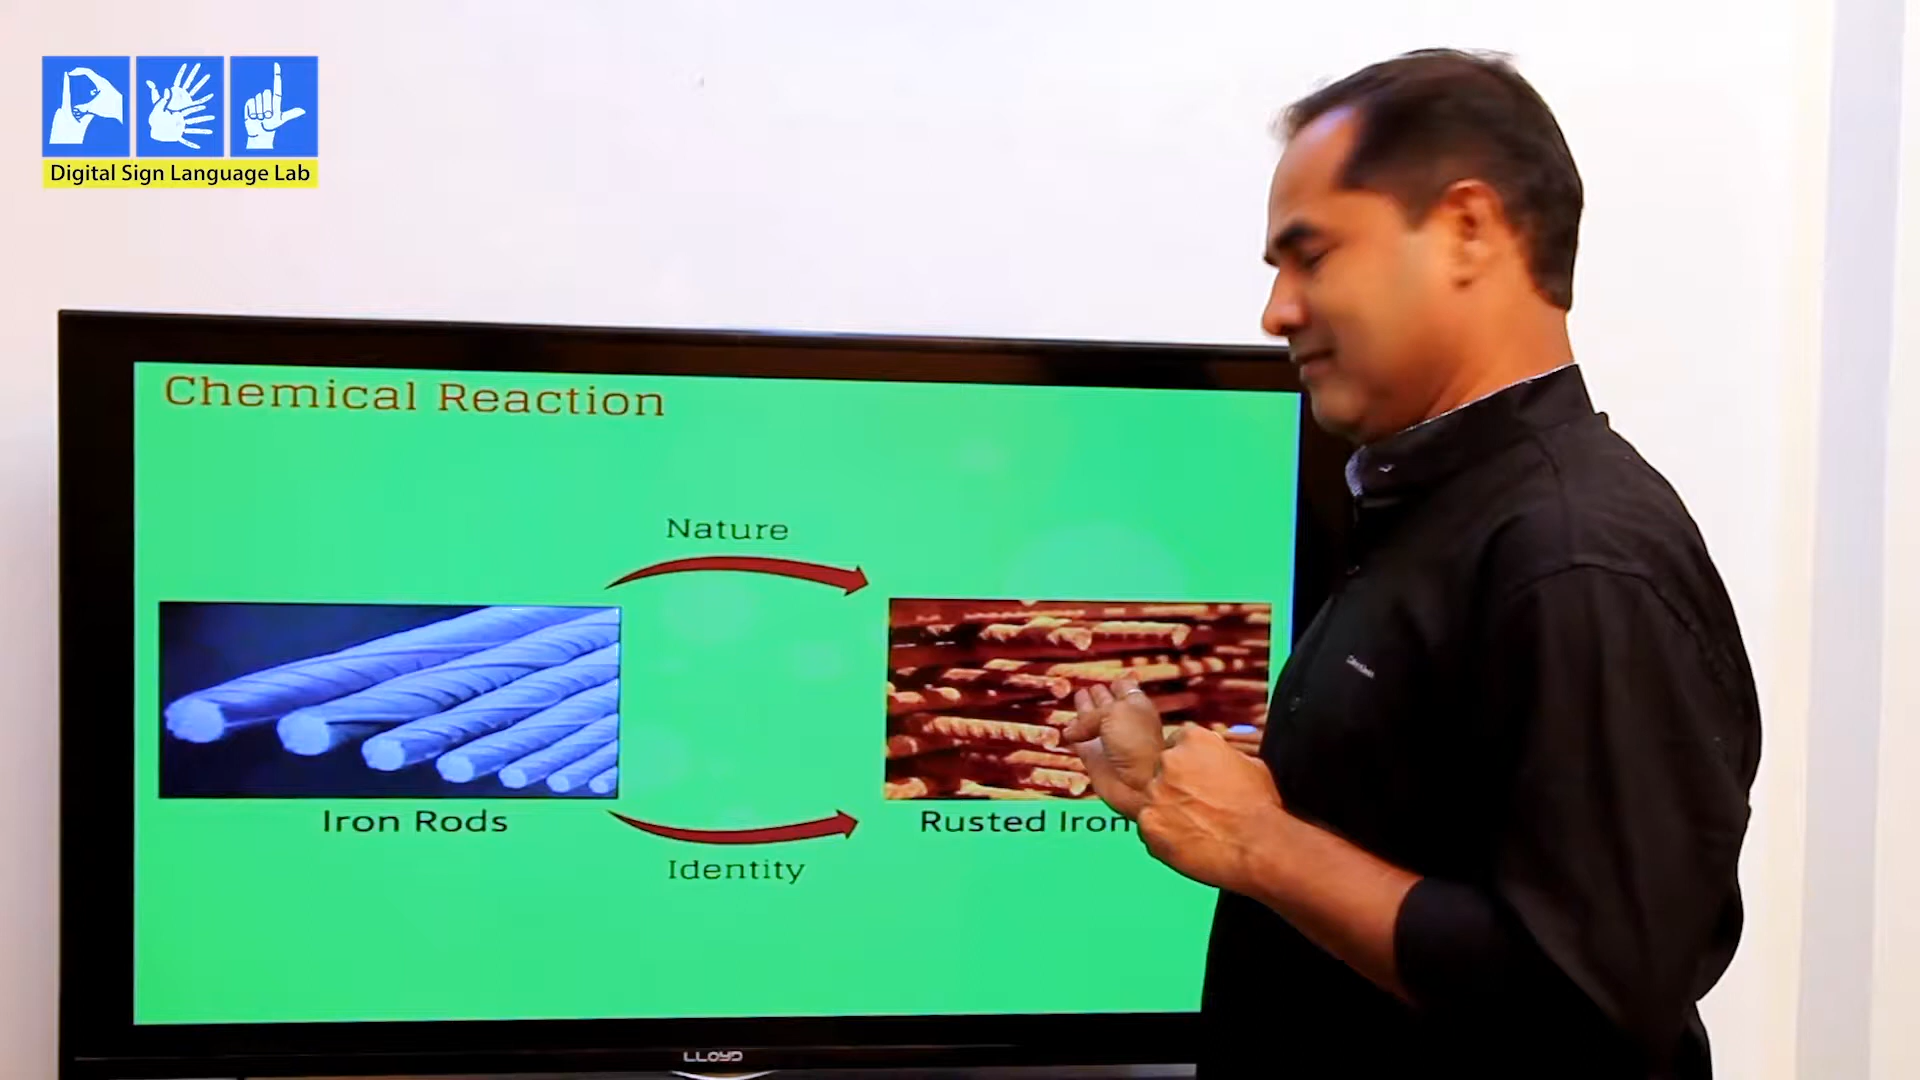 Digital Sign Language Lab
Chemical Reaction
Nature
Iron Rods
Rusted Iron
Identity
LLOYD